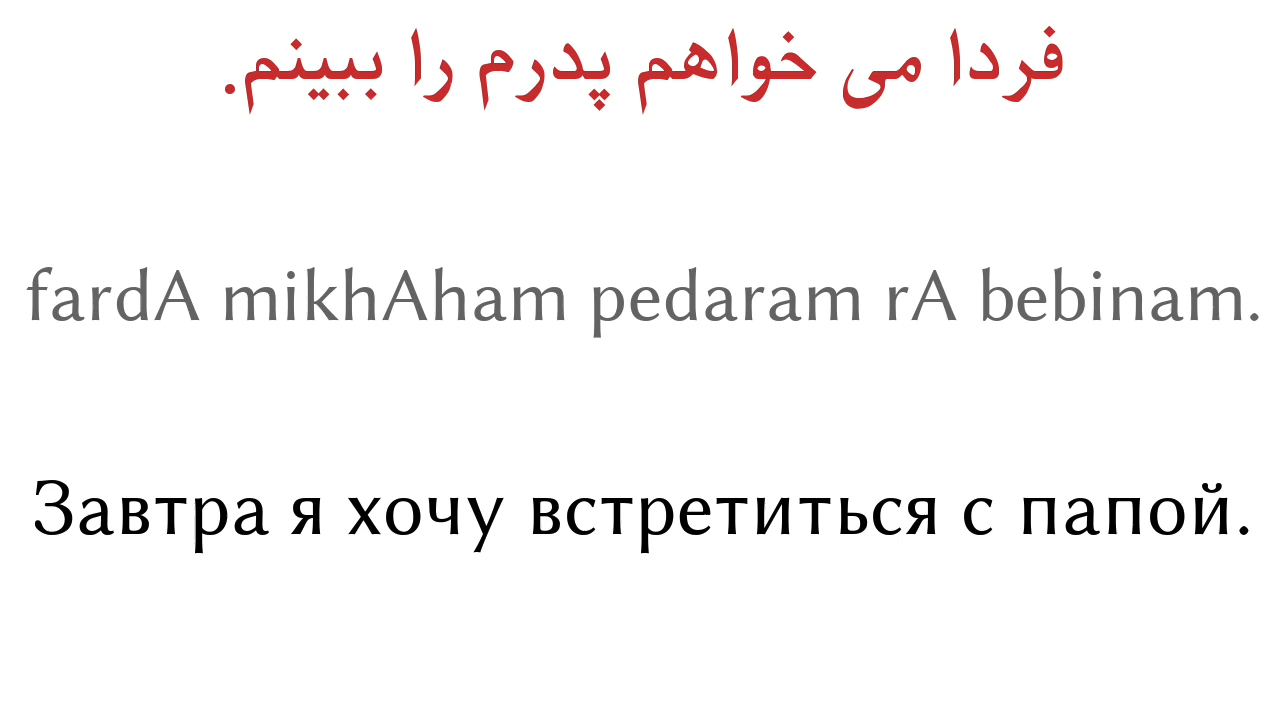 فردا می خواهم پدرم را ببینم.
fardA mikhAham pedaram rA bebinam.
Завтра я хочу встретиться с папой.